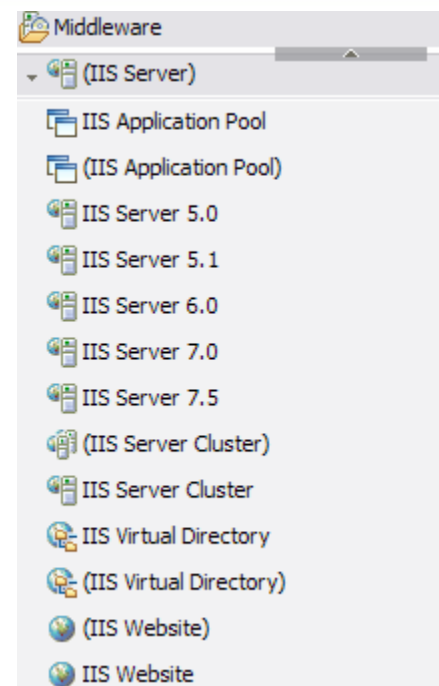 Middleware
(IIS Server)
IIS Application Pool
(IIS Application Pool)
IIS Server 5.0
IIS Server 5.1
IIS Server 6.0
IIS Server 7.0
IIS Server 7.5
(IIS Server Cluster)
IIS Server Cluster
IIS Virtual Directory
(IIS Virtual Directory)
(IIS Website)
IIS Website